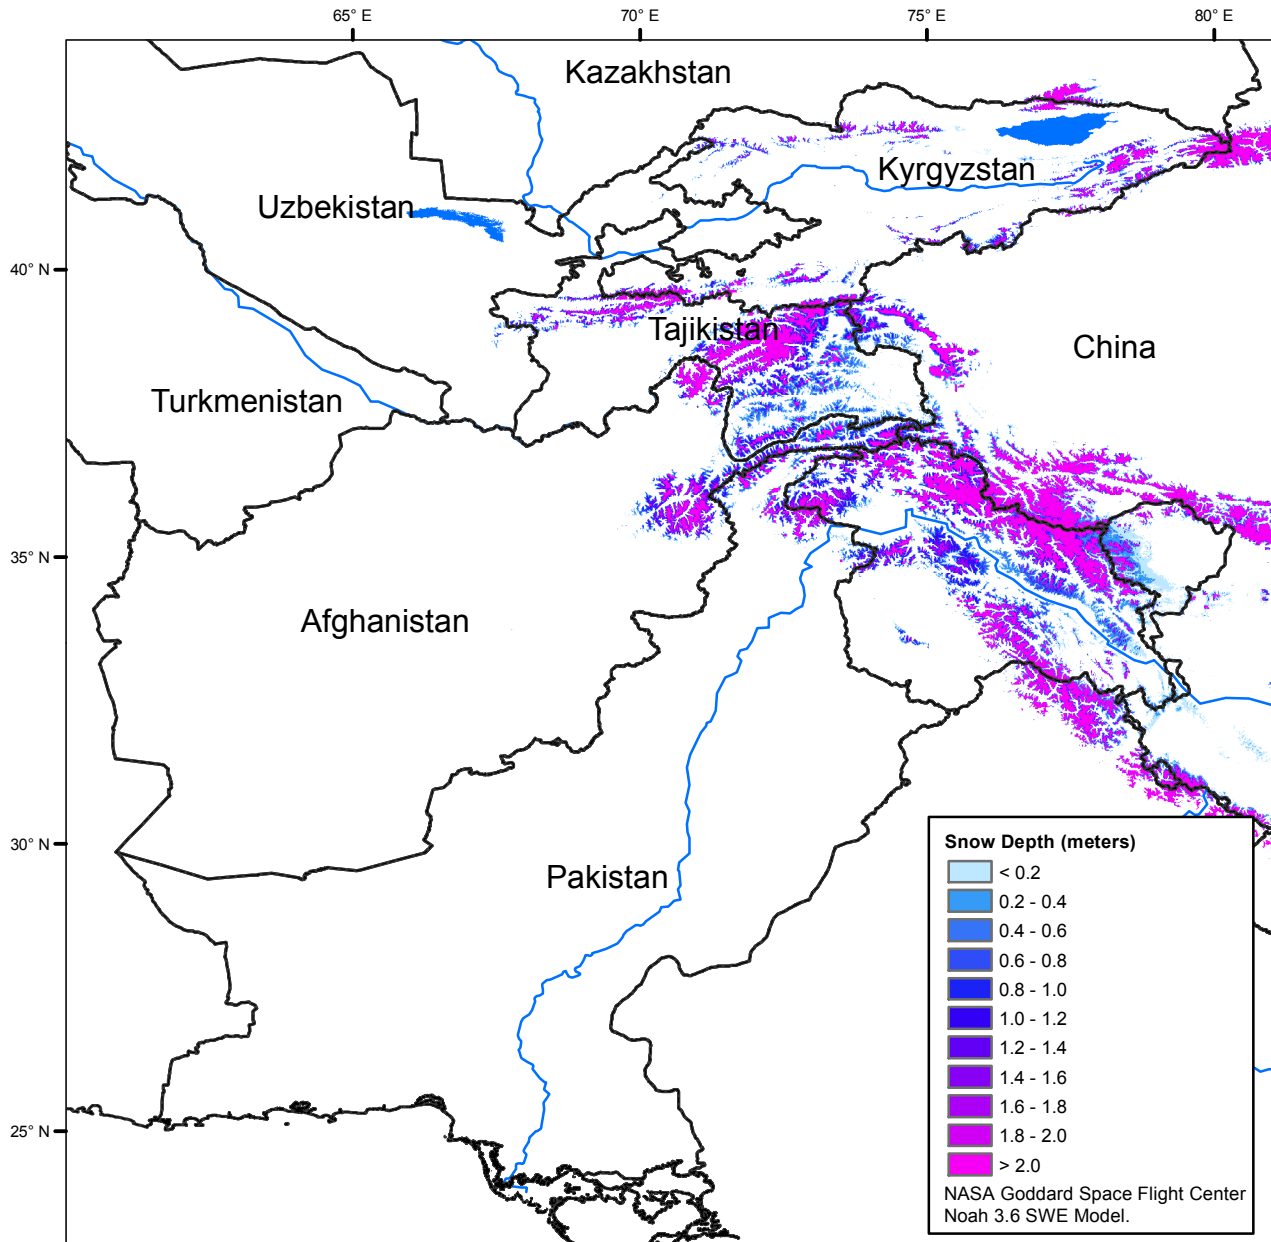 65° E
70° E
75° E
80° E
Kazakhstan
Kyrgyzstan
Uzbekistan
40° N
Tajikistan
China
Turkmenistan
35° N
Afghanistan
30° N
Pakistan
25° N
Snow Depth (meters)
< 0.2
0.2 - 0.4
0.4 - 0.6
0.6 - 0.8
0.8 - 1.0
1.0 - 1.2
1.2 - 1.4
1.4 - 1.6
1.6 - 1.8
1.8 - 2.0
> 2.0
NASA Goddard Space Flight Center
Noah 3.6 SWE Model.